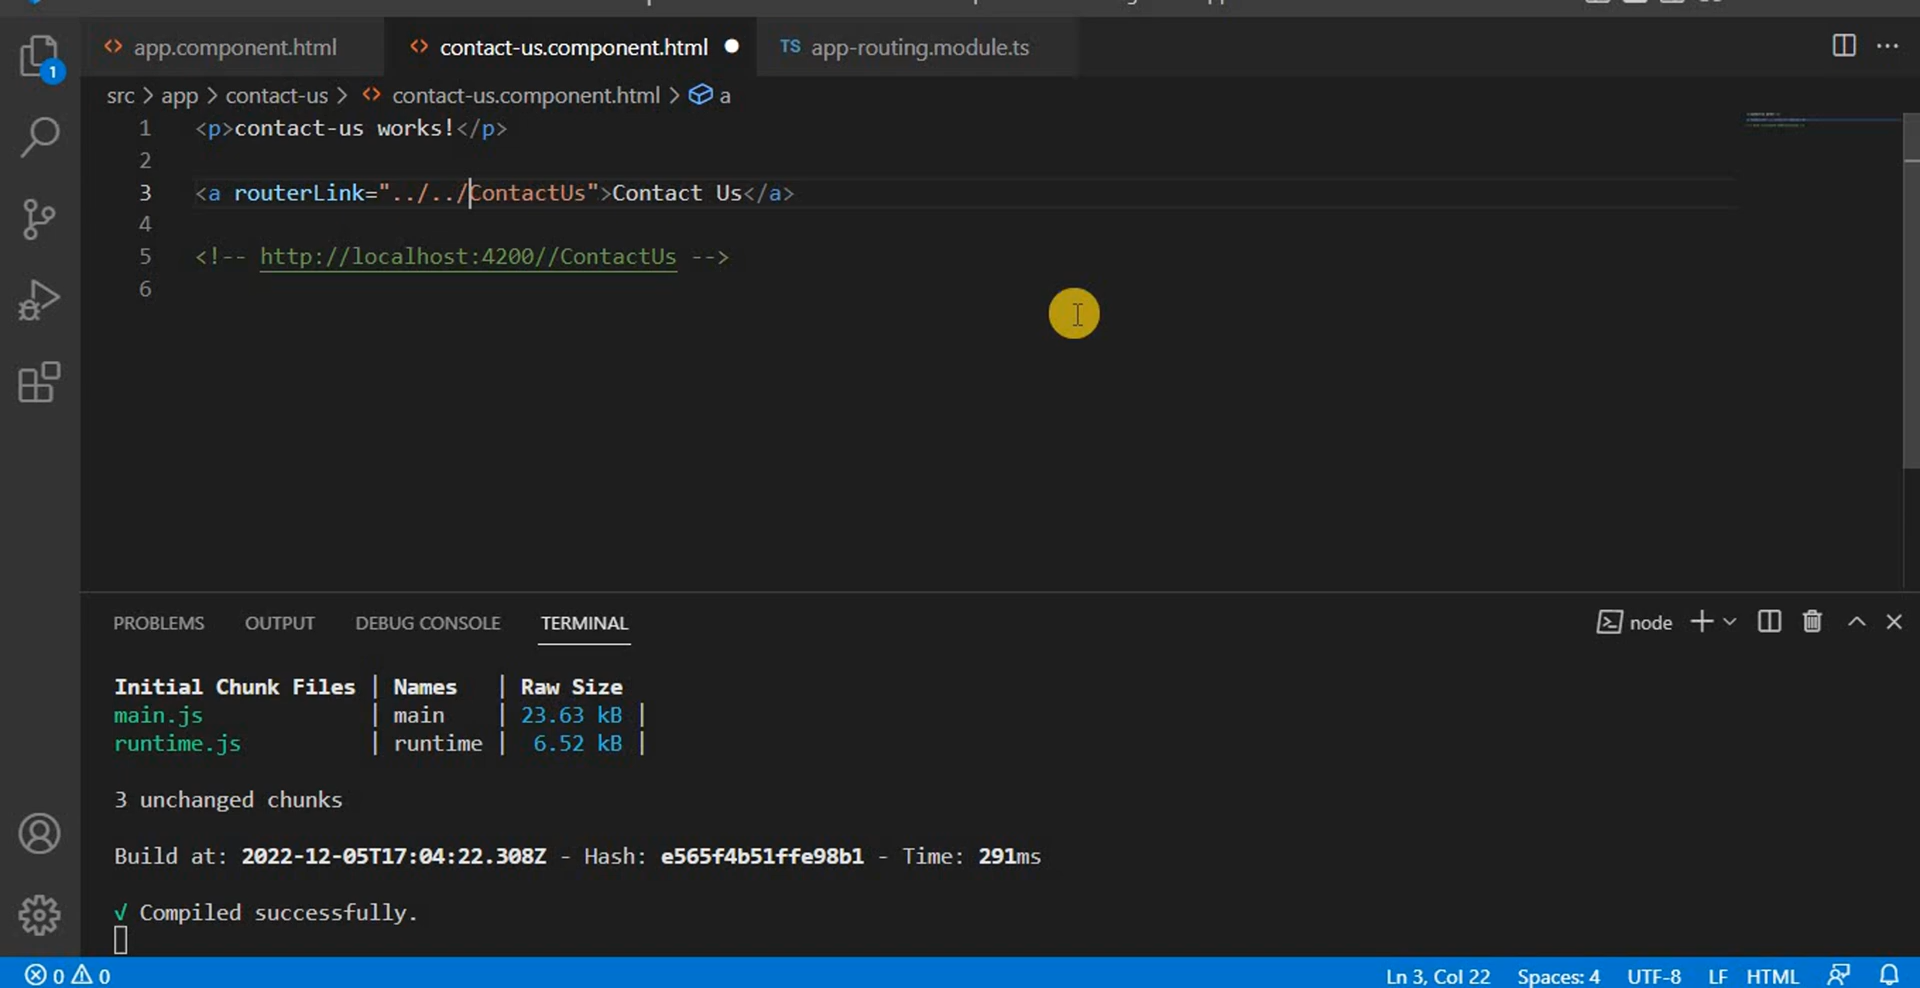 app.component.html
contact-us.component.html
TS app-routing.module.ts
1
src > app > contact-us > contact-us.component.html > a
1 <p>contact-us works!</p>
2
3 <a routerLink="../../ContactUs">Contact Us</a>
4
5 <!-- http://localhost:4200//ContactUs -->
6
PROBLEMS OUTPUT DEBUG CONSOLE TERMINAL
node
Initial Chunk Files | Names | Raw Size
main.js | main | 23.63 kB |
runtime.js | runtime | 6.52 kB |
3 unchanged chunks
Build at: 2022-12-05T17:04:22.308Z - Hash: e565f4b51ffe98b1 - Time: 291ms
√ Compiled successfully.
0 0
Ln 3, Col 22 Spaces: 4 UTF-8 LF HTML